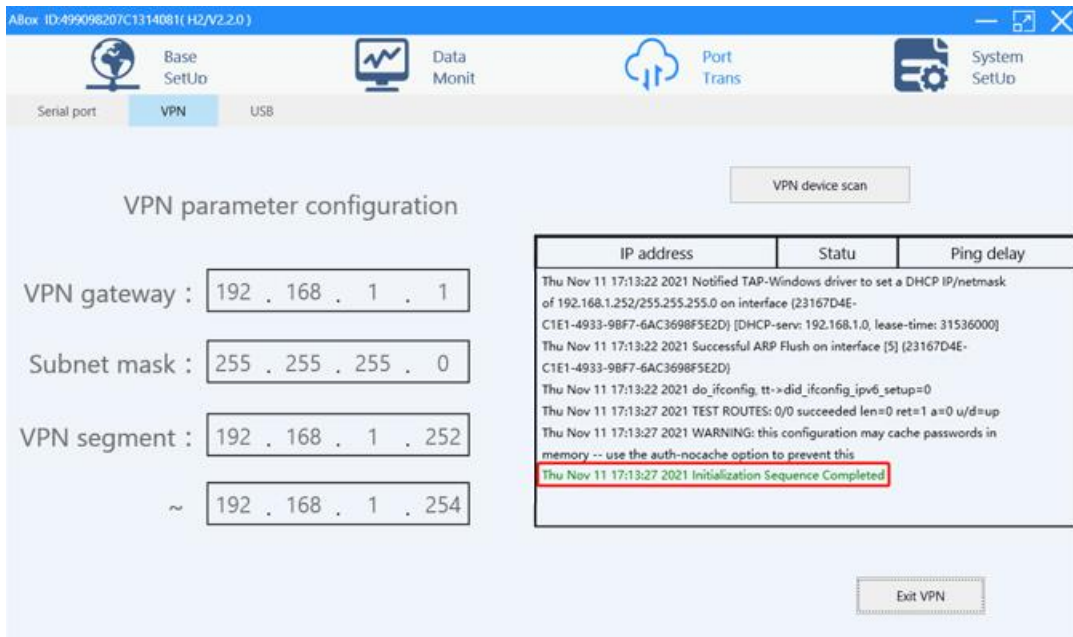 ABox ID:499098207C1314081( H2/V2.2.0 )
Base SetUp
Data Monit
Port Trans
System SetUp
Serial port VPN USB
VPN parameter configuration
VPN device scan
VPN gateway : 192 . 168 . 1 . 1
Subnet mask : 255 . 255 . 255 . 0
VPN segment : 192 . 168 . 1 . 252
~ 192 . 168 . 1 . 254
IP address Statu Ping delay
Thu Nov 11 17:13:22 2021 Notified TAP-Windows driver to set a DHCP IP/netmask
of 192.168.1.252/255.255.255.0 on interface {23167D4E-
C1E1-4933-9BF7-6AC3698F5E2D} [DHCP-serv: 192.168.1.0, lease-time: 31536000]
Thu Nov 11 17:13:22 2021 Successful ARP Flush on interface [5] {23167D4E-
C1E1-4933-9BF7-6AC3698F5E2D}
Thu Nov 11 17:13:22 2021 do_ifconfig, tt->did_ifconfig_ipv6_setup=0
Thu Nov 11 17:13:27 2021 TEST ROUTES: 0/0 succeeded len=0 ret=1 a=0 u/d=up
Thu Nov 11 17:13:27 2021 WARNING: this configuration may cache passwords in
memory -- use the auth-nocache option to prevent this
Thu Nov 11 17:13:27 2021 Initialization Sequence Completed
Exit VPN